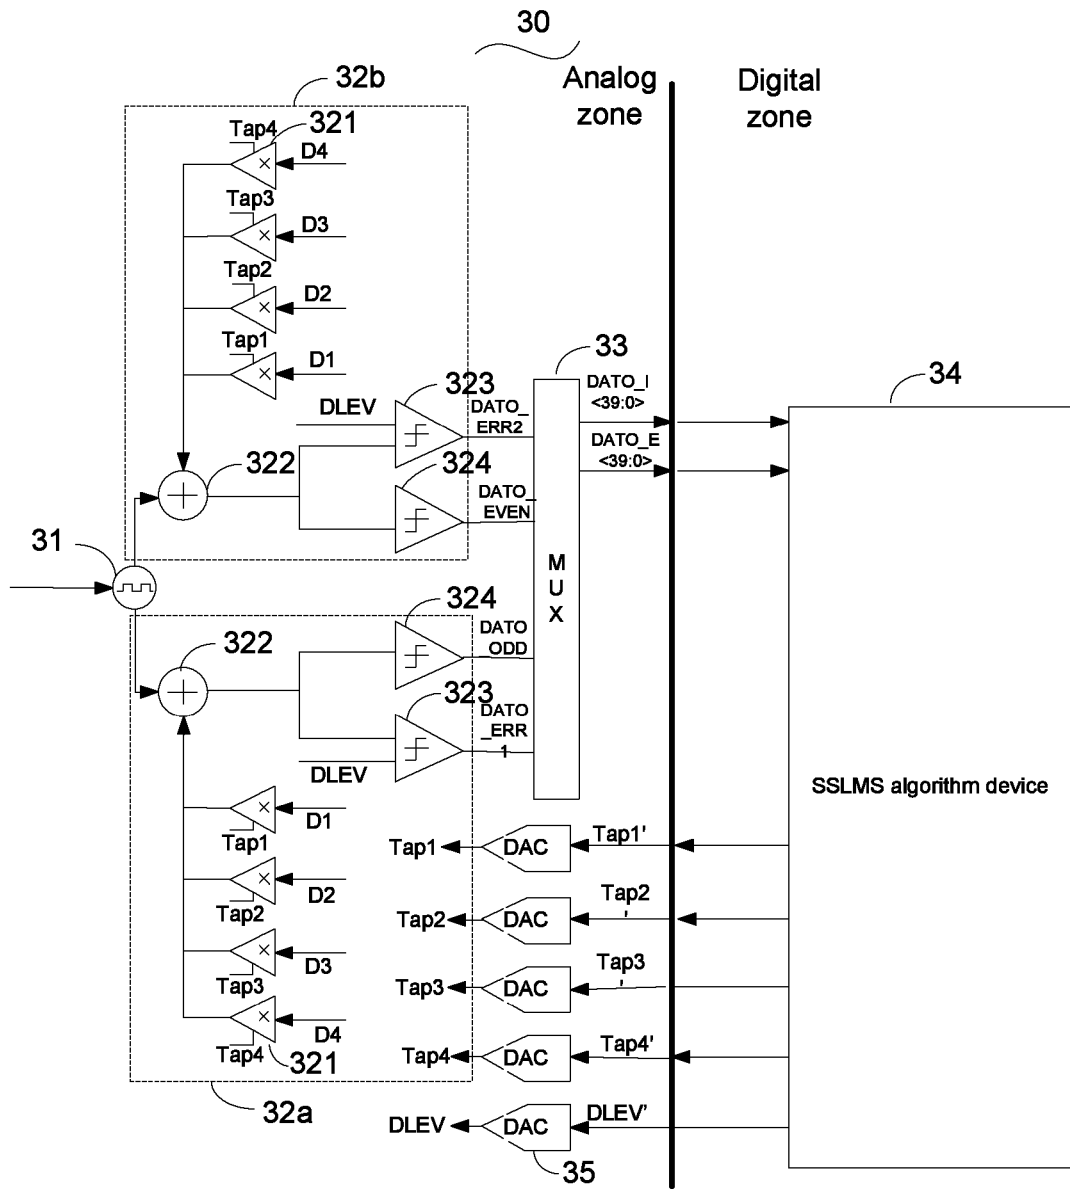 30
Analog
zone
Digital
zone
32b
Tap4
321
D4
×
Tap3
D3
×
Tap2
D2
×
Tap1
D1
×
DLEV
323
DATO_
ERR2
322
324
DATO_
EVEN
33
DATO_I
<39:0>
DATO_E
<39:0>
34
31
M
U
X
324
DATO
ODD
322
323
DATO
_ERR
1
DLEV
×
D1
Tap1
×
D2
Tap2
×
D3
Tap3
×
D4
Tap4
321
32a
SSLMS algorithm device
Tap1
DAC
Tap1'
Tap2
DAC
Tap2
'
Tap3
DAC
Tap3
'
Tap4
DAC
Tap4'
DLEV
DAC
DLEV'
35